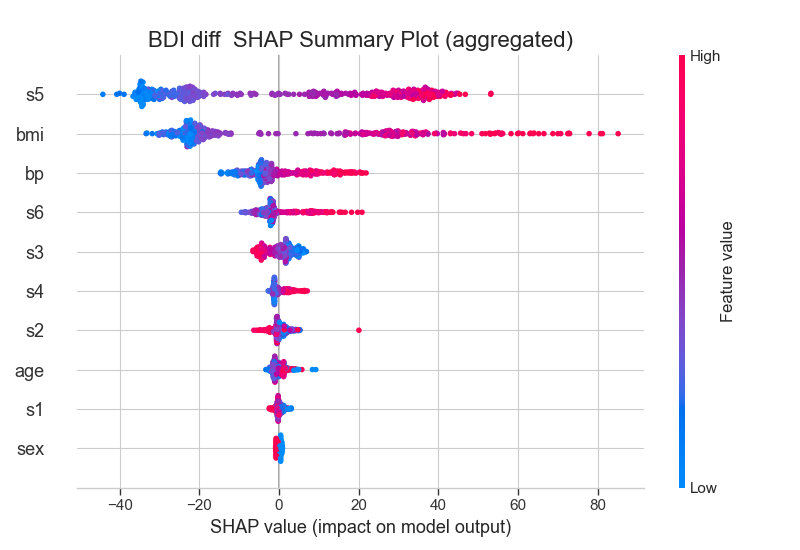 BDI diff  SHAP Summary Plot (aggregated)
High
s5
bmi
bp
s6
s3
s4
s2
age
s1
sex
Feature value
Low
−40 −20 0 20 40 60 80
SHAP value (impact on model output)